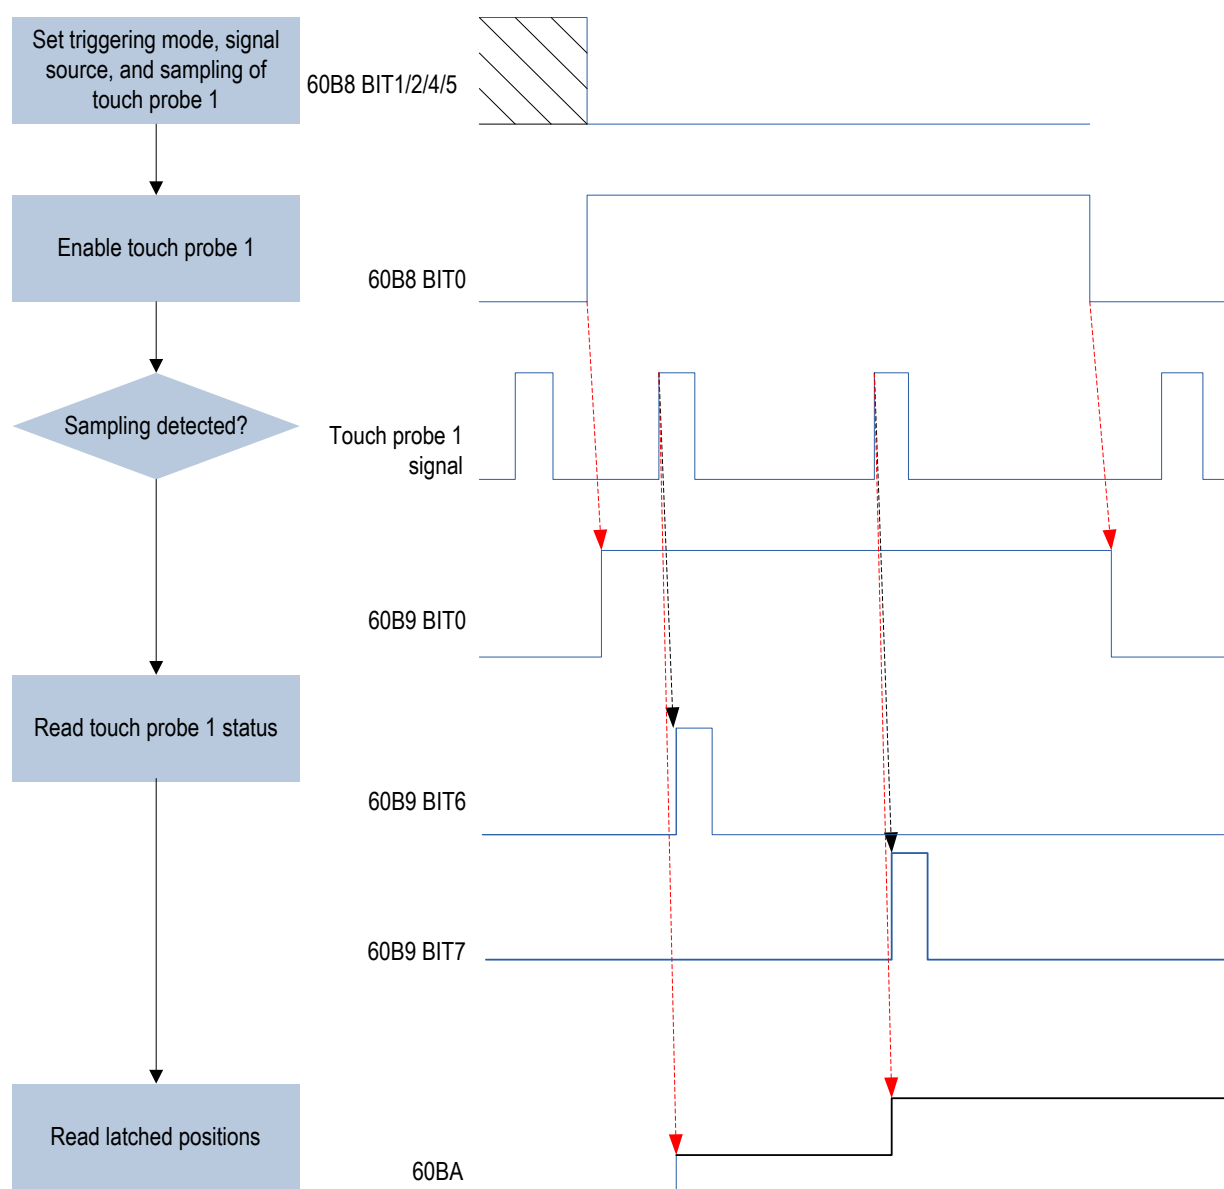 Set triggering mode, signal
source, and sampling of
touch probe 1
60B8 BIT1/2/4/5
Enable touch probe 1
60B8 BIT0
Sampling detected?
Touch probe 1
signal
60B9 BIT0
Read touch probe 1 status
60B9 BIT6
60B9 BIT7
Read latched positions
60BA